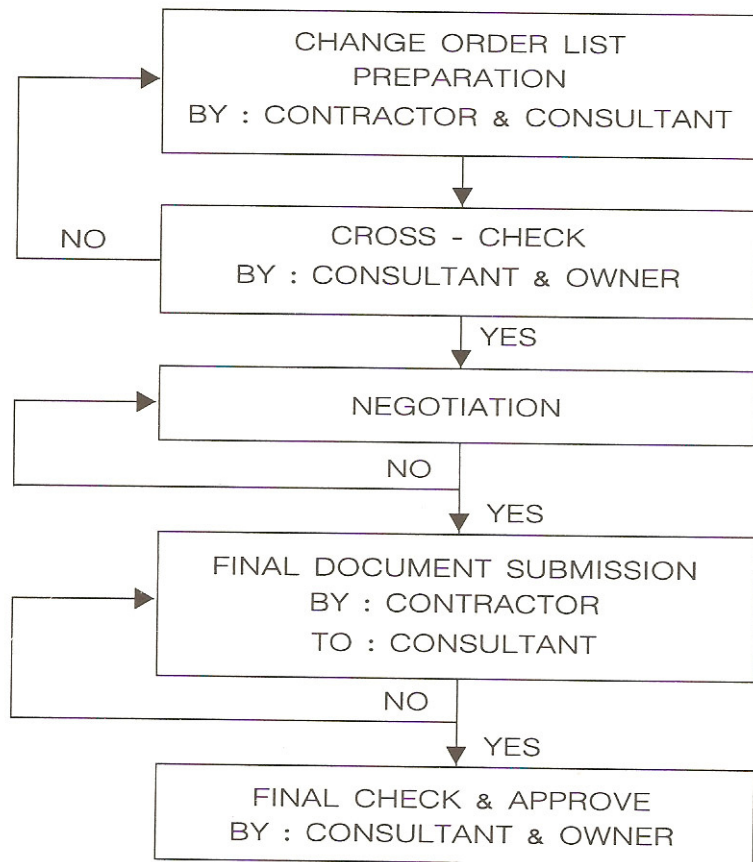 CHANGE ORDER LIST
PREPARATION
BY : CONTRACTOR & CONSULTANT
NO
CROSS - CHECK
BY : CONSULTANT & OWNER
YES
NEGOTIATION
NO
YES
FINAL DOCUMENT SUBMISSION
BY : CONTRACTOR
TO : CONSULTANT
NO
YES
FINAL CHECK & APPROVE
BY : CONSULTANT & OWNER